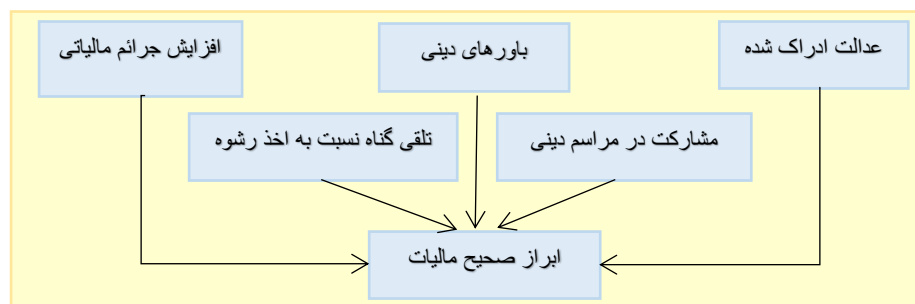 عدالت ادراک شده
باورهای دینی
افزایش جرائم مالیاتی
مشارکت در مراسم دینی
تلقی گناه نسبت به اخذ رشوه
ابراز صحیح مالیات